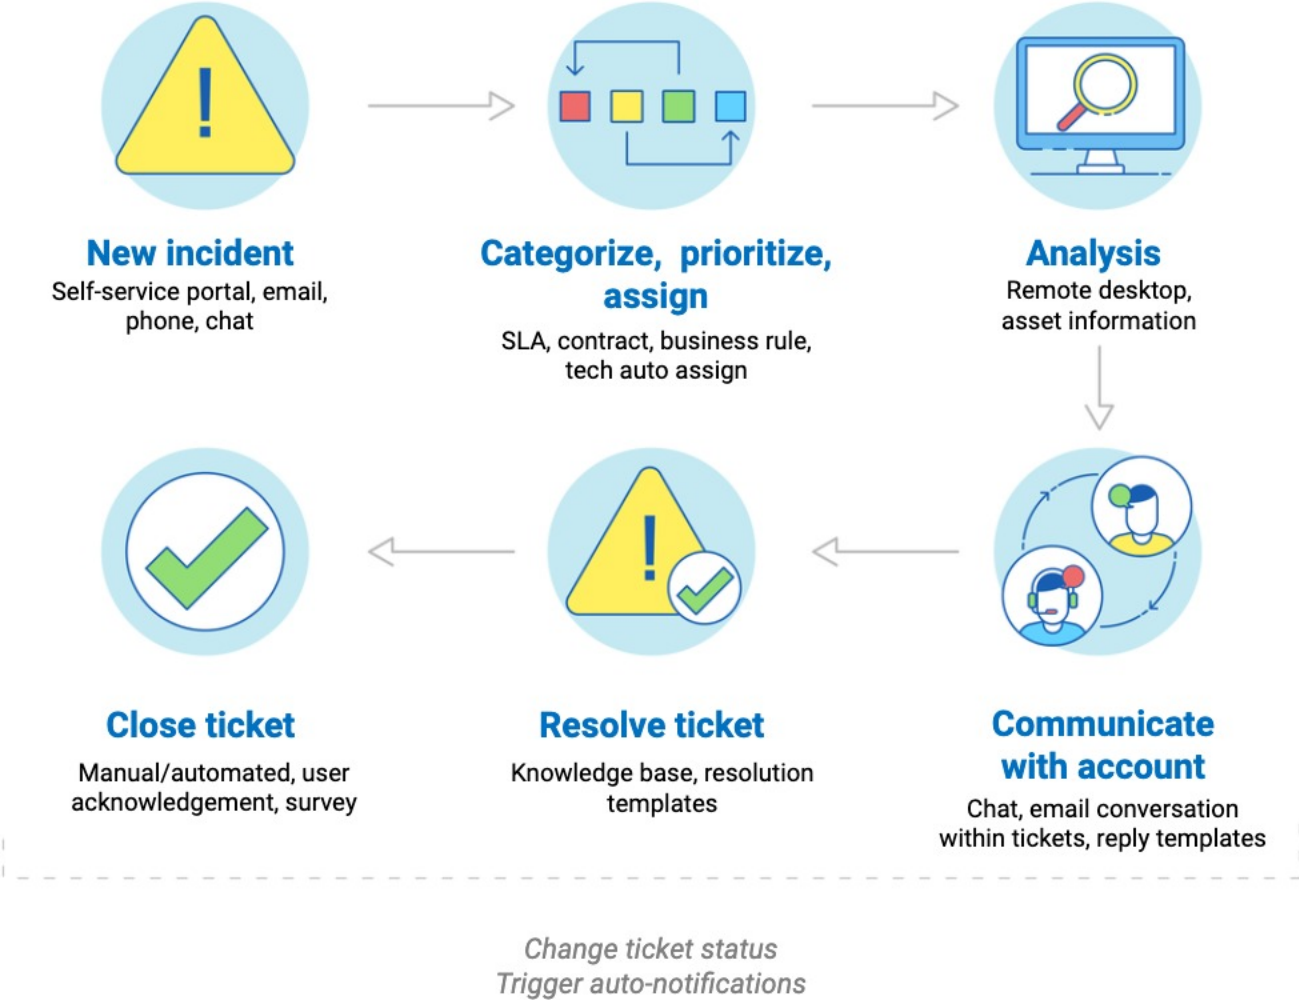 New incident
Self-service portal, email,
phone, chat
Categorize, prioritize,
assign
SLA, contract, business rule,
tech auto assign
Analysis
Remote desktop,
asset information
Close ticket
Manual/automated, user
acknowledgement, survey
Resolve ticket
Knowledge base, resolution
templates
Communicate
with account
Chat, email conversation
within tickets, reply templates
Change ticket status
Trigger auto-notifications